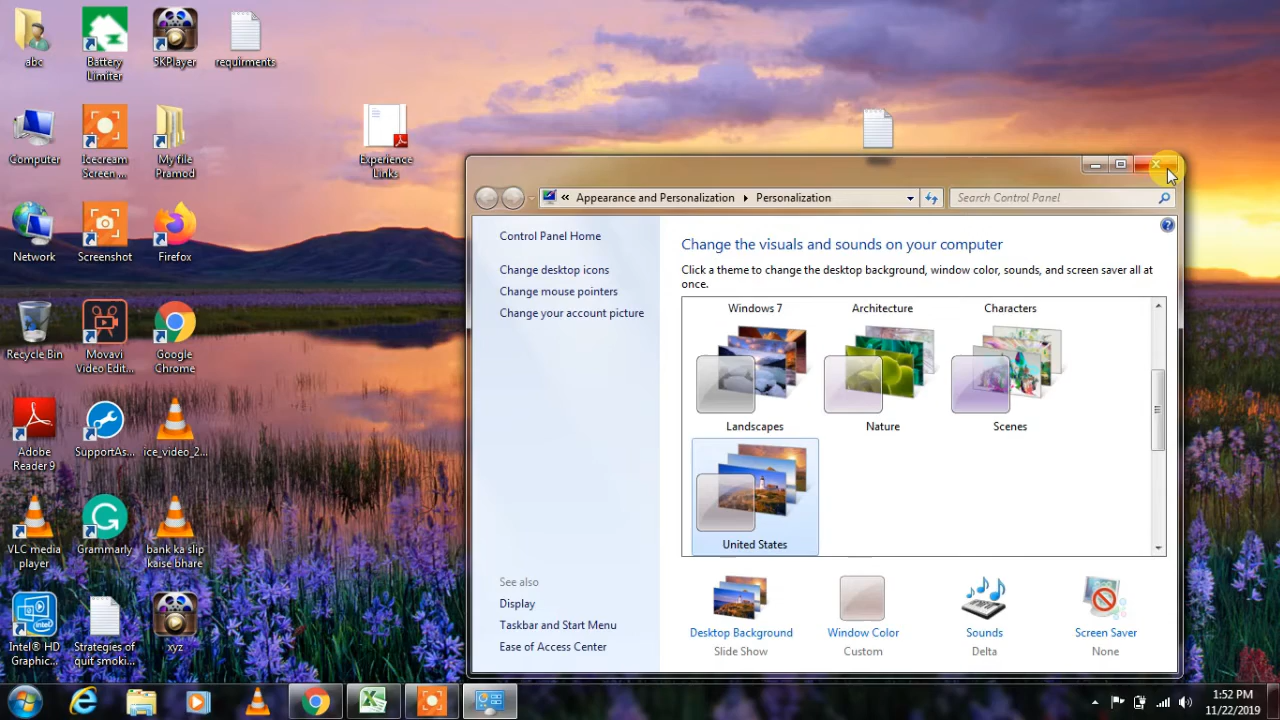 abc
Battery
Limiter
SKPlayer
requirments
Computer
Icecream
Screen ...
My file
Pramod
Experience
Links
Network
Screenshot
Firefox
Recycle Bin
Movavi
Video Edit...
Google
Chrome
Adobe
Reader 9
SupportAs...
ice_video_2...
VLC media
player
Grammarly
bank ka slip
kaise bhare
Intel® HD
Graphic...
Strategies of
quit smoki...
xyz
« Appearance and Personalization ▸ Personalization
Search Control Panel
Control Panel Home
Change desktop icons
Change mouse pointers
Change your account picture
See also
Display
Taskbar and Start Menu
Ease of Access Center
Change the visuals and sounds on your computer
Click a theme to change the desktop background, window color, sounds, and screen saver all at
once.
Windows 7
Architecture
Characters
Landscapes
Nature
Scenes
United States
Desktop Background
Slide Show
Window Color
Custom
Sounds
Delta
Screen Saver
None
1:52 PM
11/22/2019